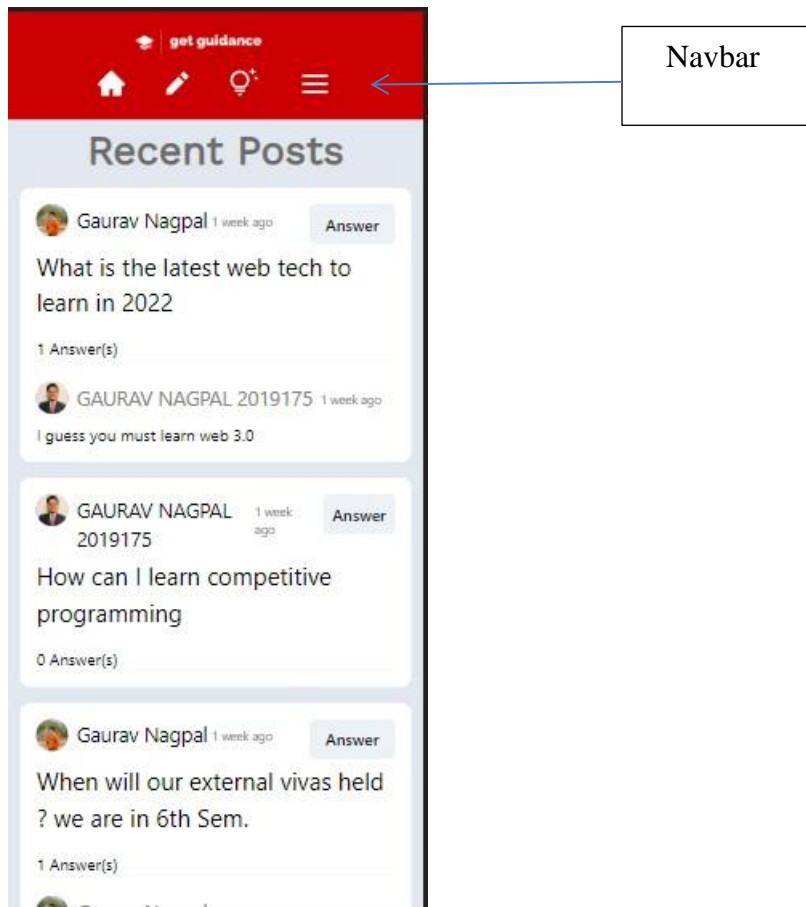 get guidance
Navbar
Recent Posts
Gaurav Nagpal 1 week ago Answer
What is the latest web tech to
learn in 2022
1 Answer(s)
GAURAV NAGPAL 2019175 1 week ago
I guess you must learn web 3.0
GAURAV NAGPAL 1 week Answer
2019175 ago
How can I learn competitive
programming
0 Answer(s)
Gaurav Nagpal 1 week ago Answer
When will our external vivas held
? we are in 6th Sem.
1 Answer(s)